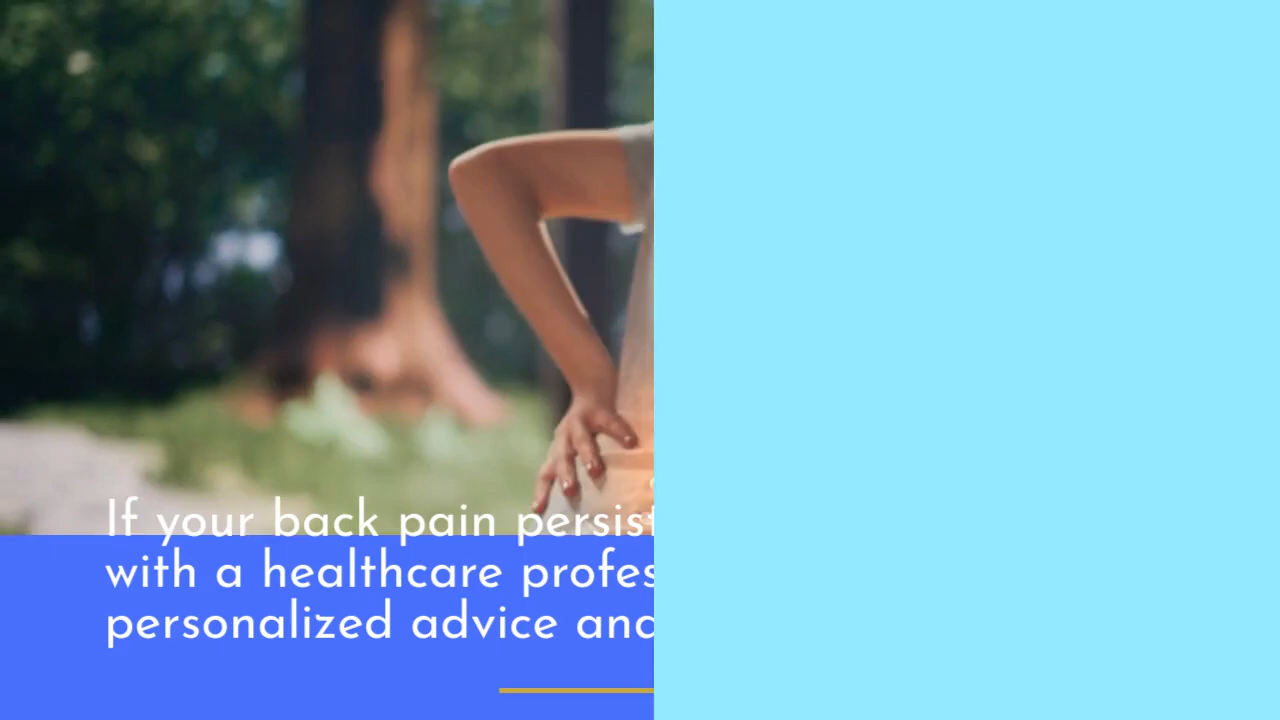 If your back pain persist
with a healthcare profes
personalized advice and